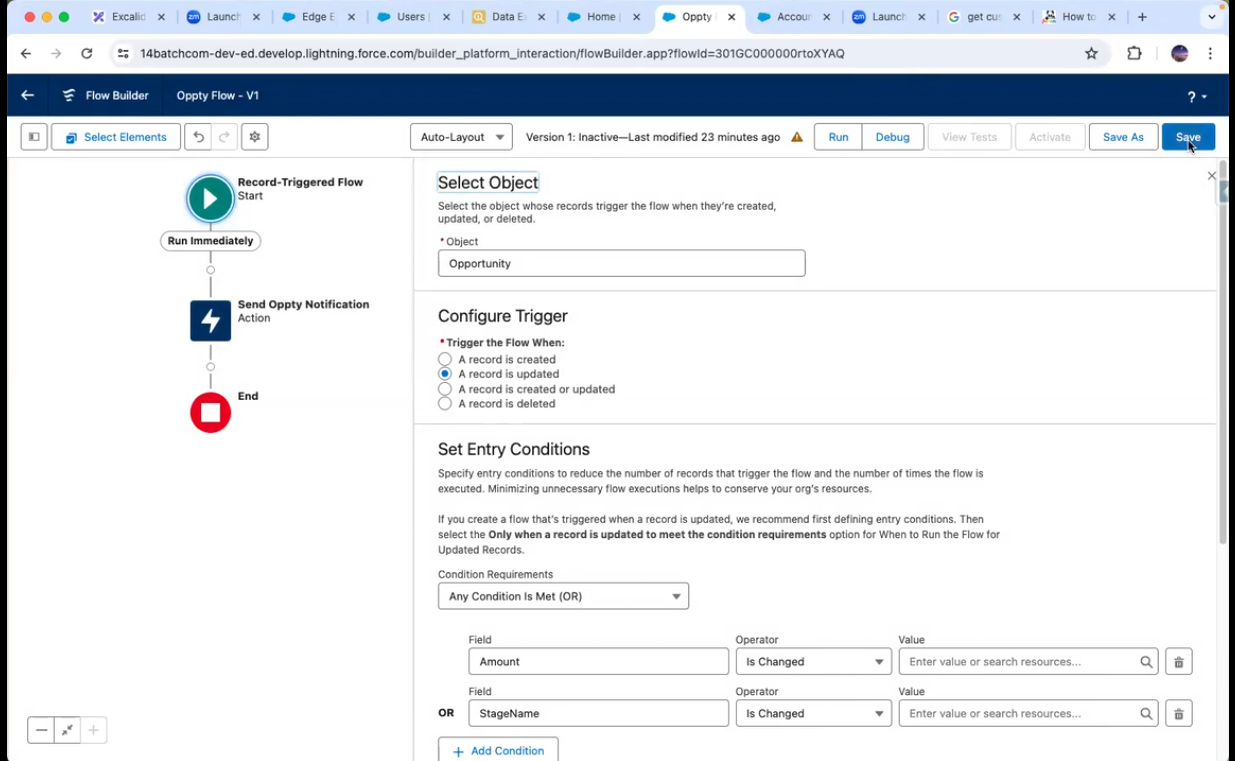 Excalid
Launch
Edge E
Users
Data E
Home
Oppty
Accour
Launch
get cus
How to
14batchcom-dev-ed.develop.lightning.force.com/builder_platform_interaction/flowBuilder.app?flowId=301GC000000rtoXYAQ
Flow Builder
Oppty Flow - V1
?
Select Elements
Auto-Layout
Version 1: Inactive—Last modified 23 minutes ago
Run
Debug
View Tests
Activate
Save As
Save
Record-Triggered Flow
Start
Run Immediately
Send Oppty Notification
Action
End
Select Object
Select the object whose records trigger the flow when they're created,
updated, or deleted.
* Object
Opportunity
Configure Trigger
* Trigger the Flow When:
A record is created
A record is updated
A record is created or updated
A record is deleted
Set Entry Conditions
Specify entry conditions to reduce the number of records that trigger the flow and the number of times the flow is
executed. Minimizing unnecessary flow executions helps to conserve your org's resources.
If you create a flow that's triggered when a record is updated, we recommend first defining entry conditions. Then
select the Only when a record is updated to meet the condition requirements option for When to Run the Flow for
Updated Records.
Condition Requirements
Any Condition Is Met (OR)
Field Operator Value
Amount Is Changed Enter value or search resources...
Field Operator Value
OR StageName Is Changed Enter value or search resources...
+ Add Condition